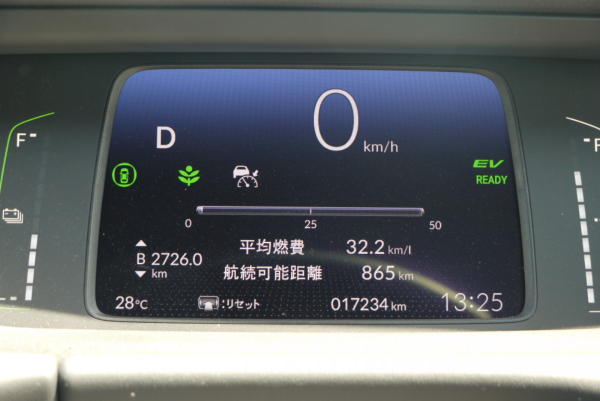 0 km/h
D
F
F
EV
READY
0 25 50
平均燃費 32.2 km/l
B 2726.0 km
航続可能距離 865 km
28℃ :リセット 017234 km 13:25